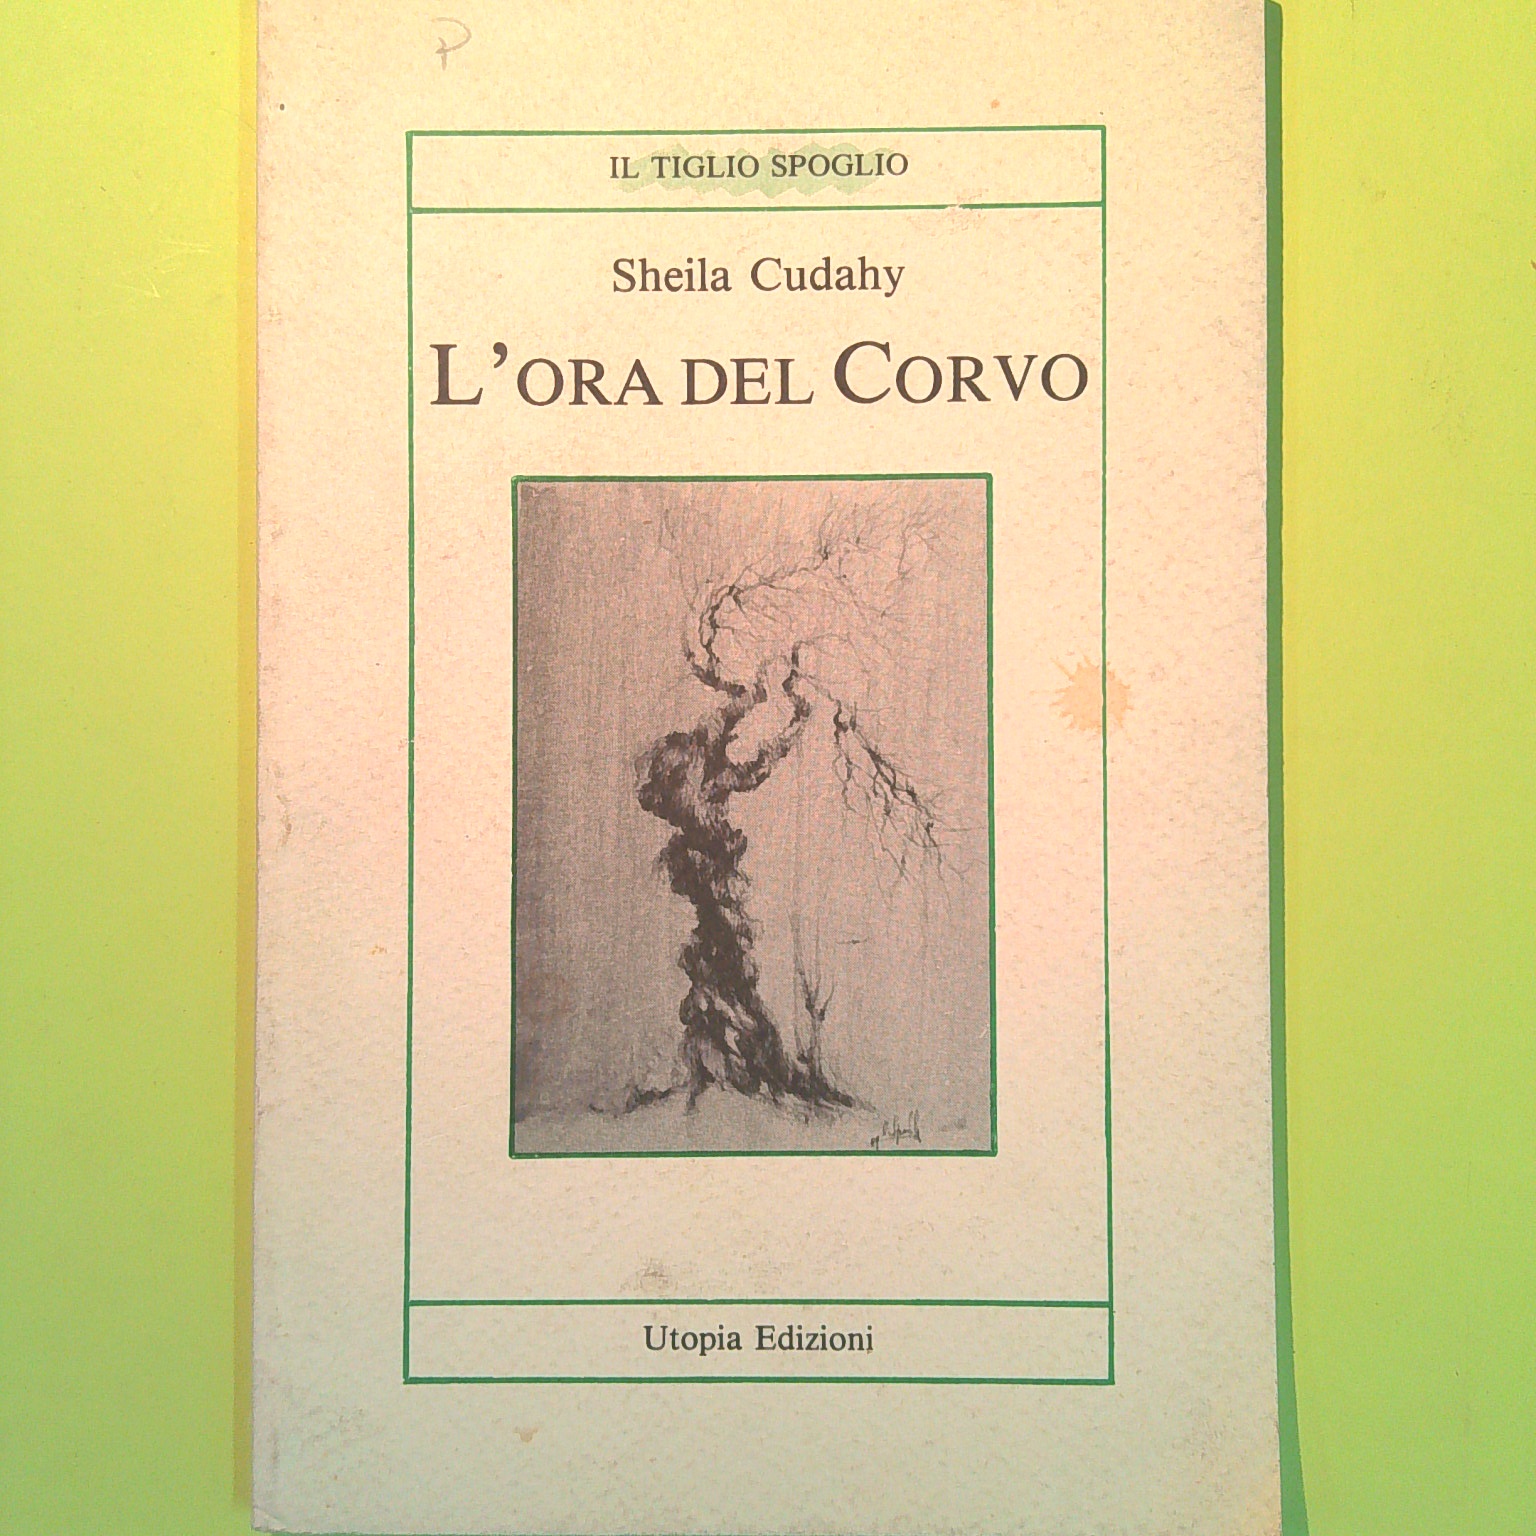 P
IL TIGLIO SPOGLIO
Sheila Cudahy
L'ORA DEL CORVO
Utopia Edizioni